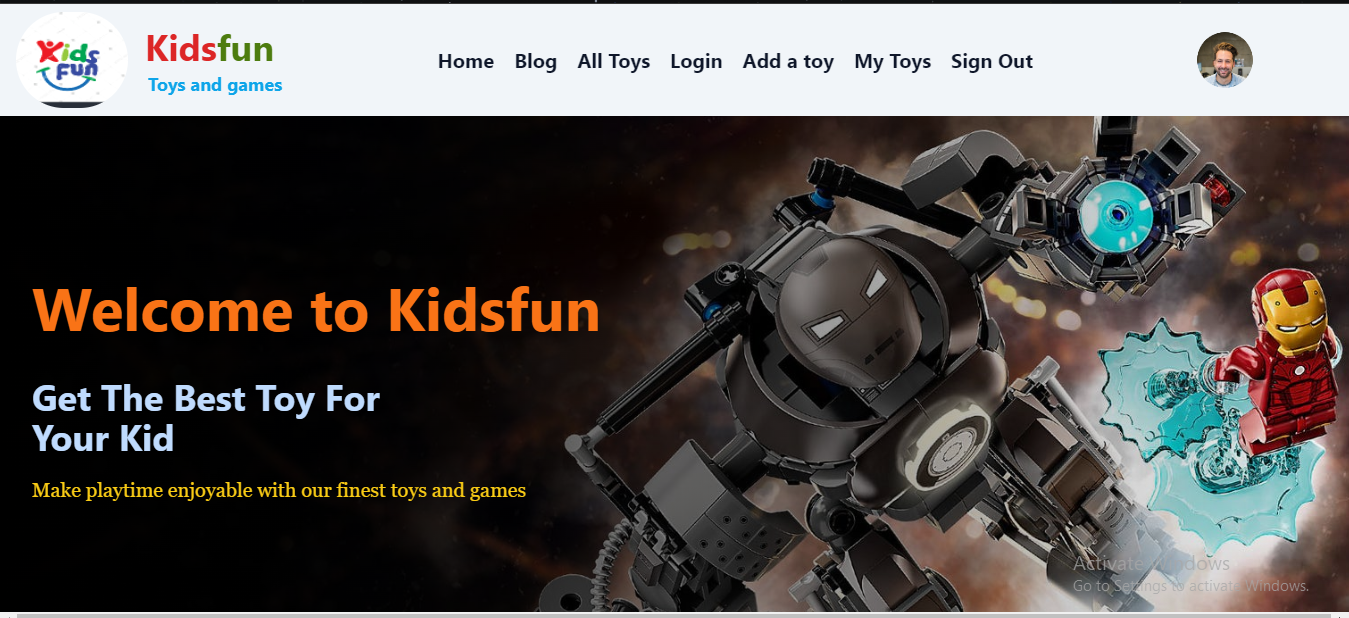 Kids
Fun
Kidsfun
Toys and games
Home Blog All Toys Login Add a toy My Toys Sign Out
Welcome to Kidsfun
Get The Best Toy For
Your Kid
Make playtime enjoyable with our finest toys and games
Activate Windows
Go to Settings to activate Windows.